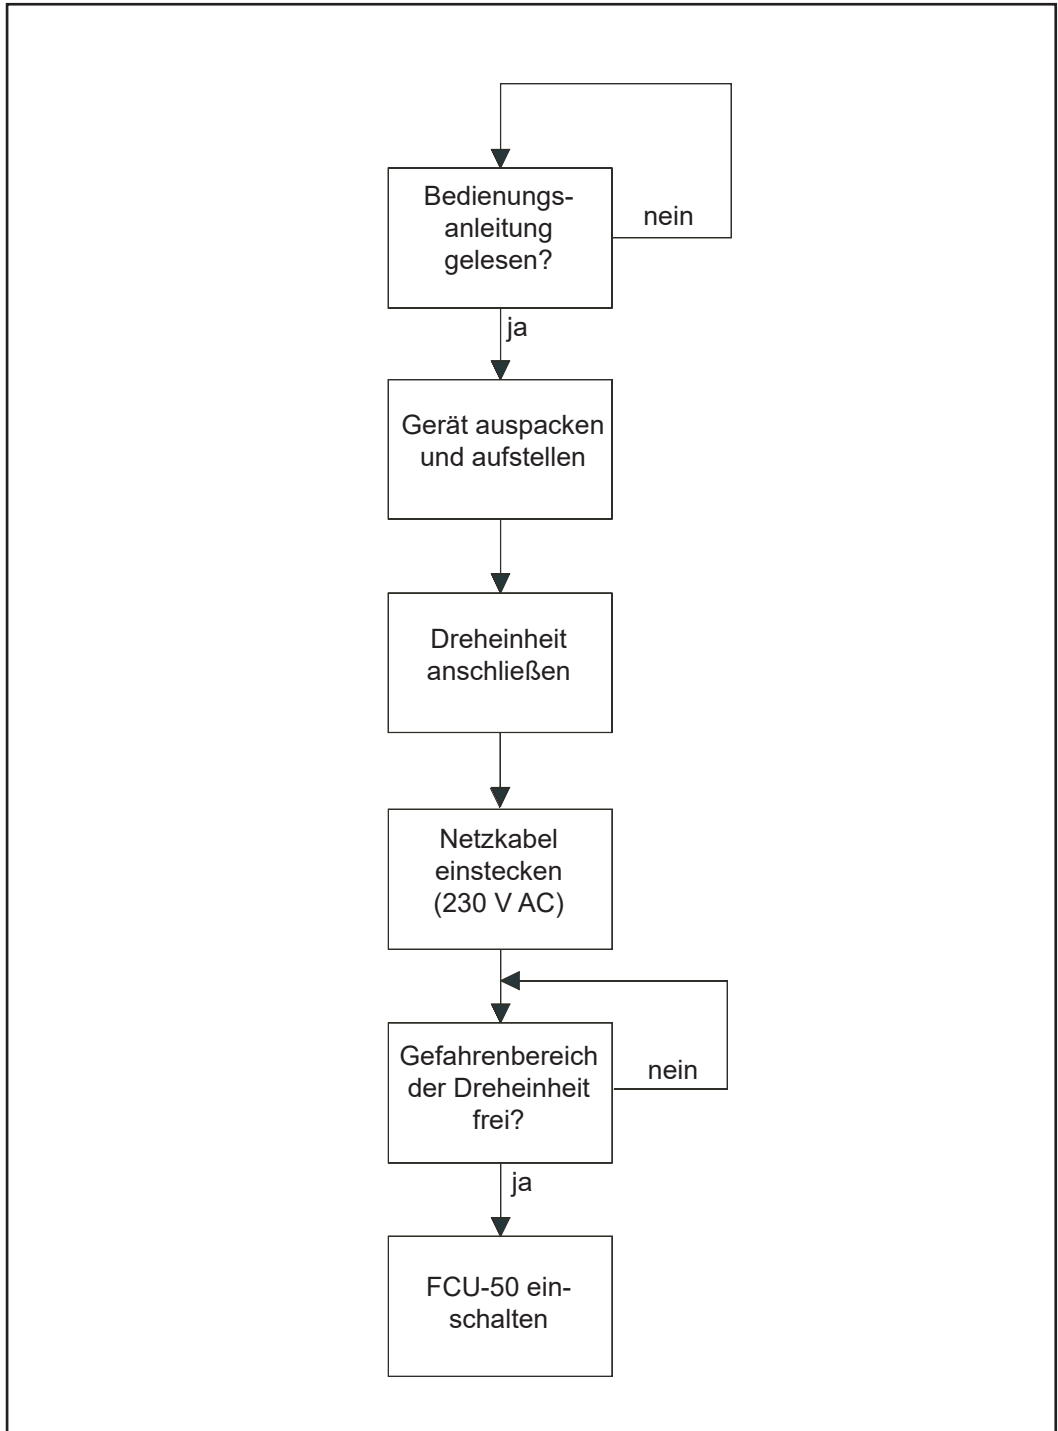 Bedienungs-
anleitung
gelesen?
nein
ja
Gerät auspacken
und aufstellen
Dreheinheit
anschließen
Netzkabel
einstecken
(230 V AC)
Gefahrenbereich
der Dreheinheit
frei?
nein
ja
FCU-50 ein-
schalten